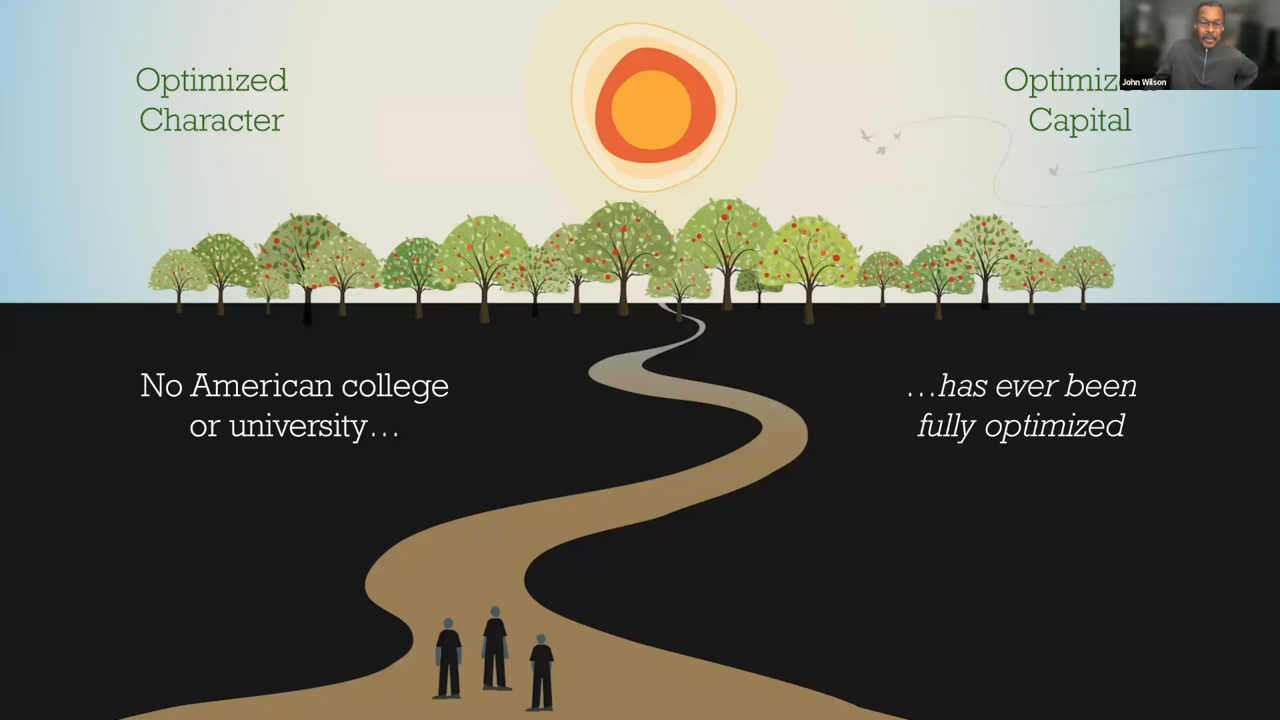 Optimized
Character
Capital
John Wilson
No American college
or university…
…has ever been
fully optimized